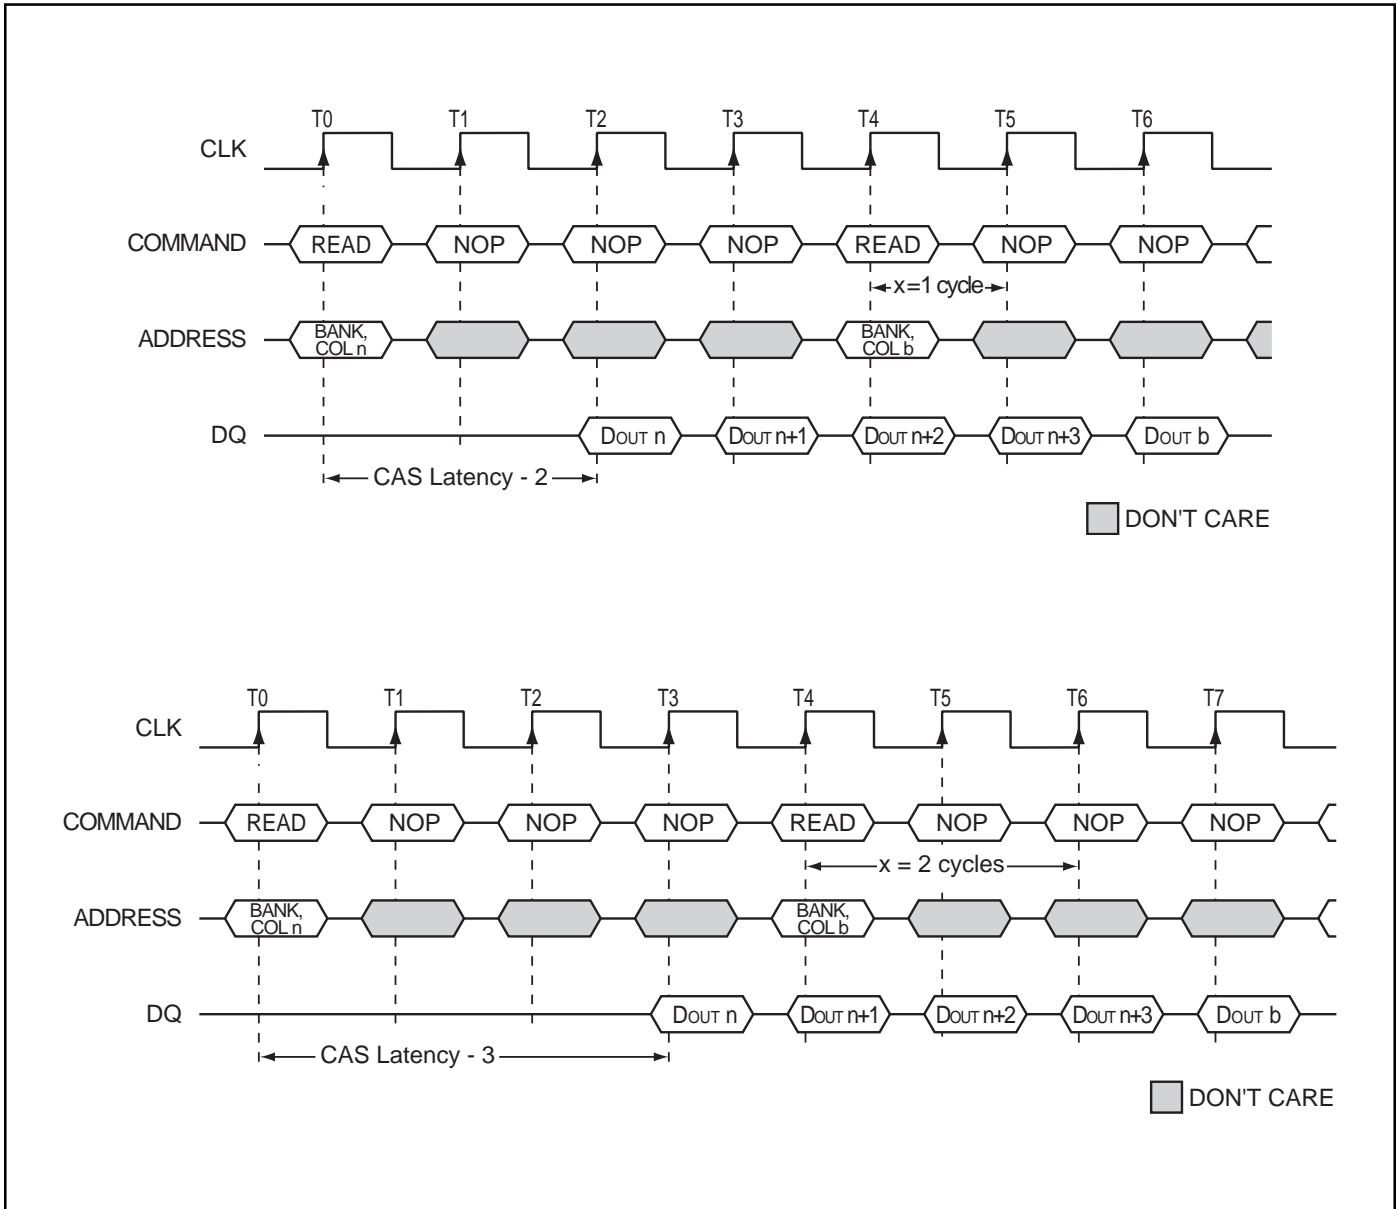 T0 T1 T2 T3 T4 T5 T6
CLK
COMMAND READ NOP NOP NOP READ NOP NOP
x=1 cycle
ADDRESS BANK, COL n BANK, COL b
DQ DOUT n DOUT n+1 DOUT n+2 DOUT n+3 DOUT b
CAS Latency - 2
DON'T CARE
T0 T1 T2 T3 T4 T5 T6 T7
CLK
COMMAND READ NOP NOP NOP READ NOP NOP NOP
x = 2 cycles
ADDRESS BANK, COL n BANK, COL b
DQ DOUT n DOUT n+1 DOUT n+2 DOUT n+3 DOUT b
CAS Latency - 3
DON'T CARE